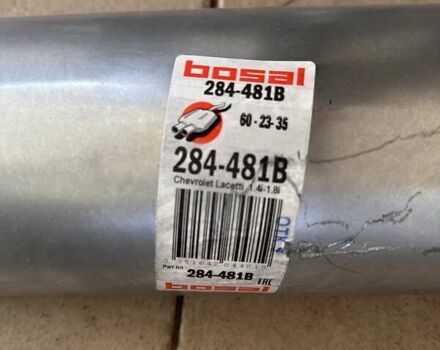 bosal
284-481B
60-23-35
284-481B
Chevrolet Lacetti 1.4i-1.8i
Part Nr.
284-481B
EAC
bosal